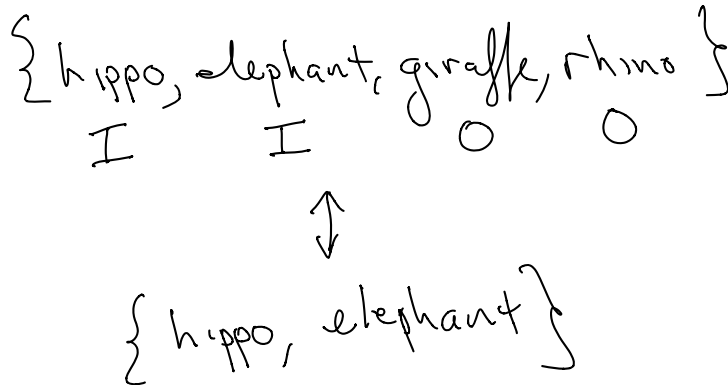 {hippo, elephant, giraffe, rhino}
I I O O
↕
{hippo, elephant}